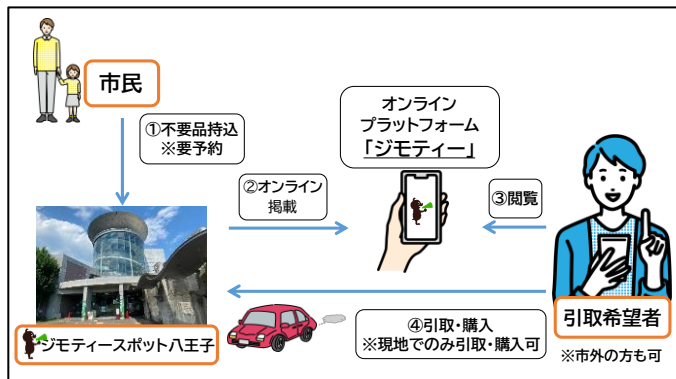 市民
①不要品持込
※要予約
オンライン
プラットフォーム
「ジモティー」
②オンライン
掲載
③閲覧
ジモティースポット八王子
④引取・購入
※現地でのみ引取・購入可
引取希望者
※市外の方も可